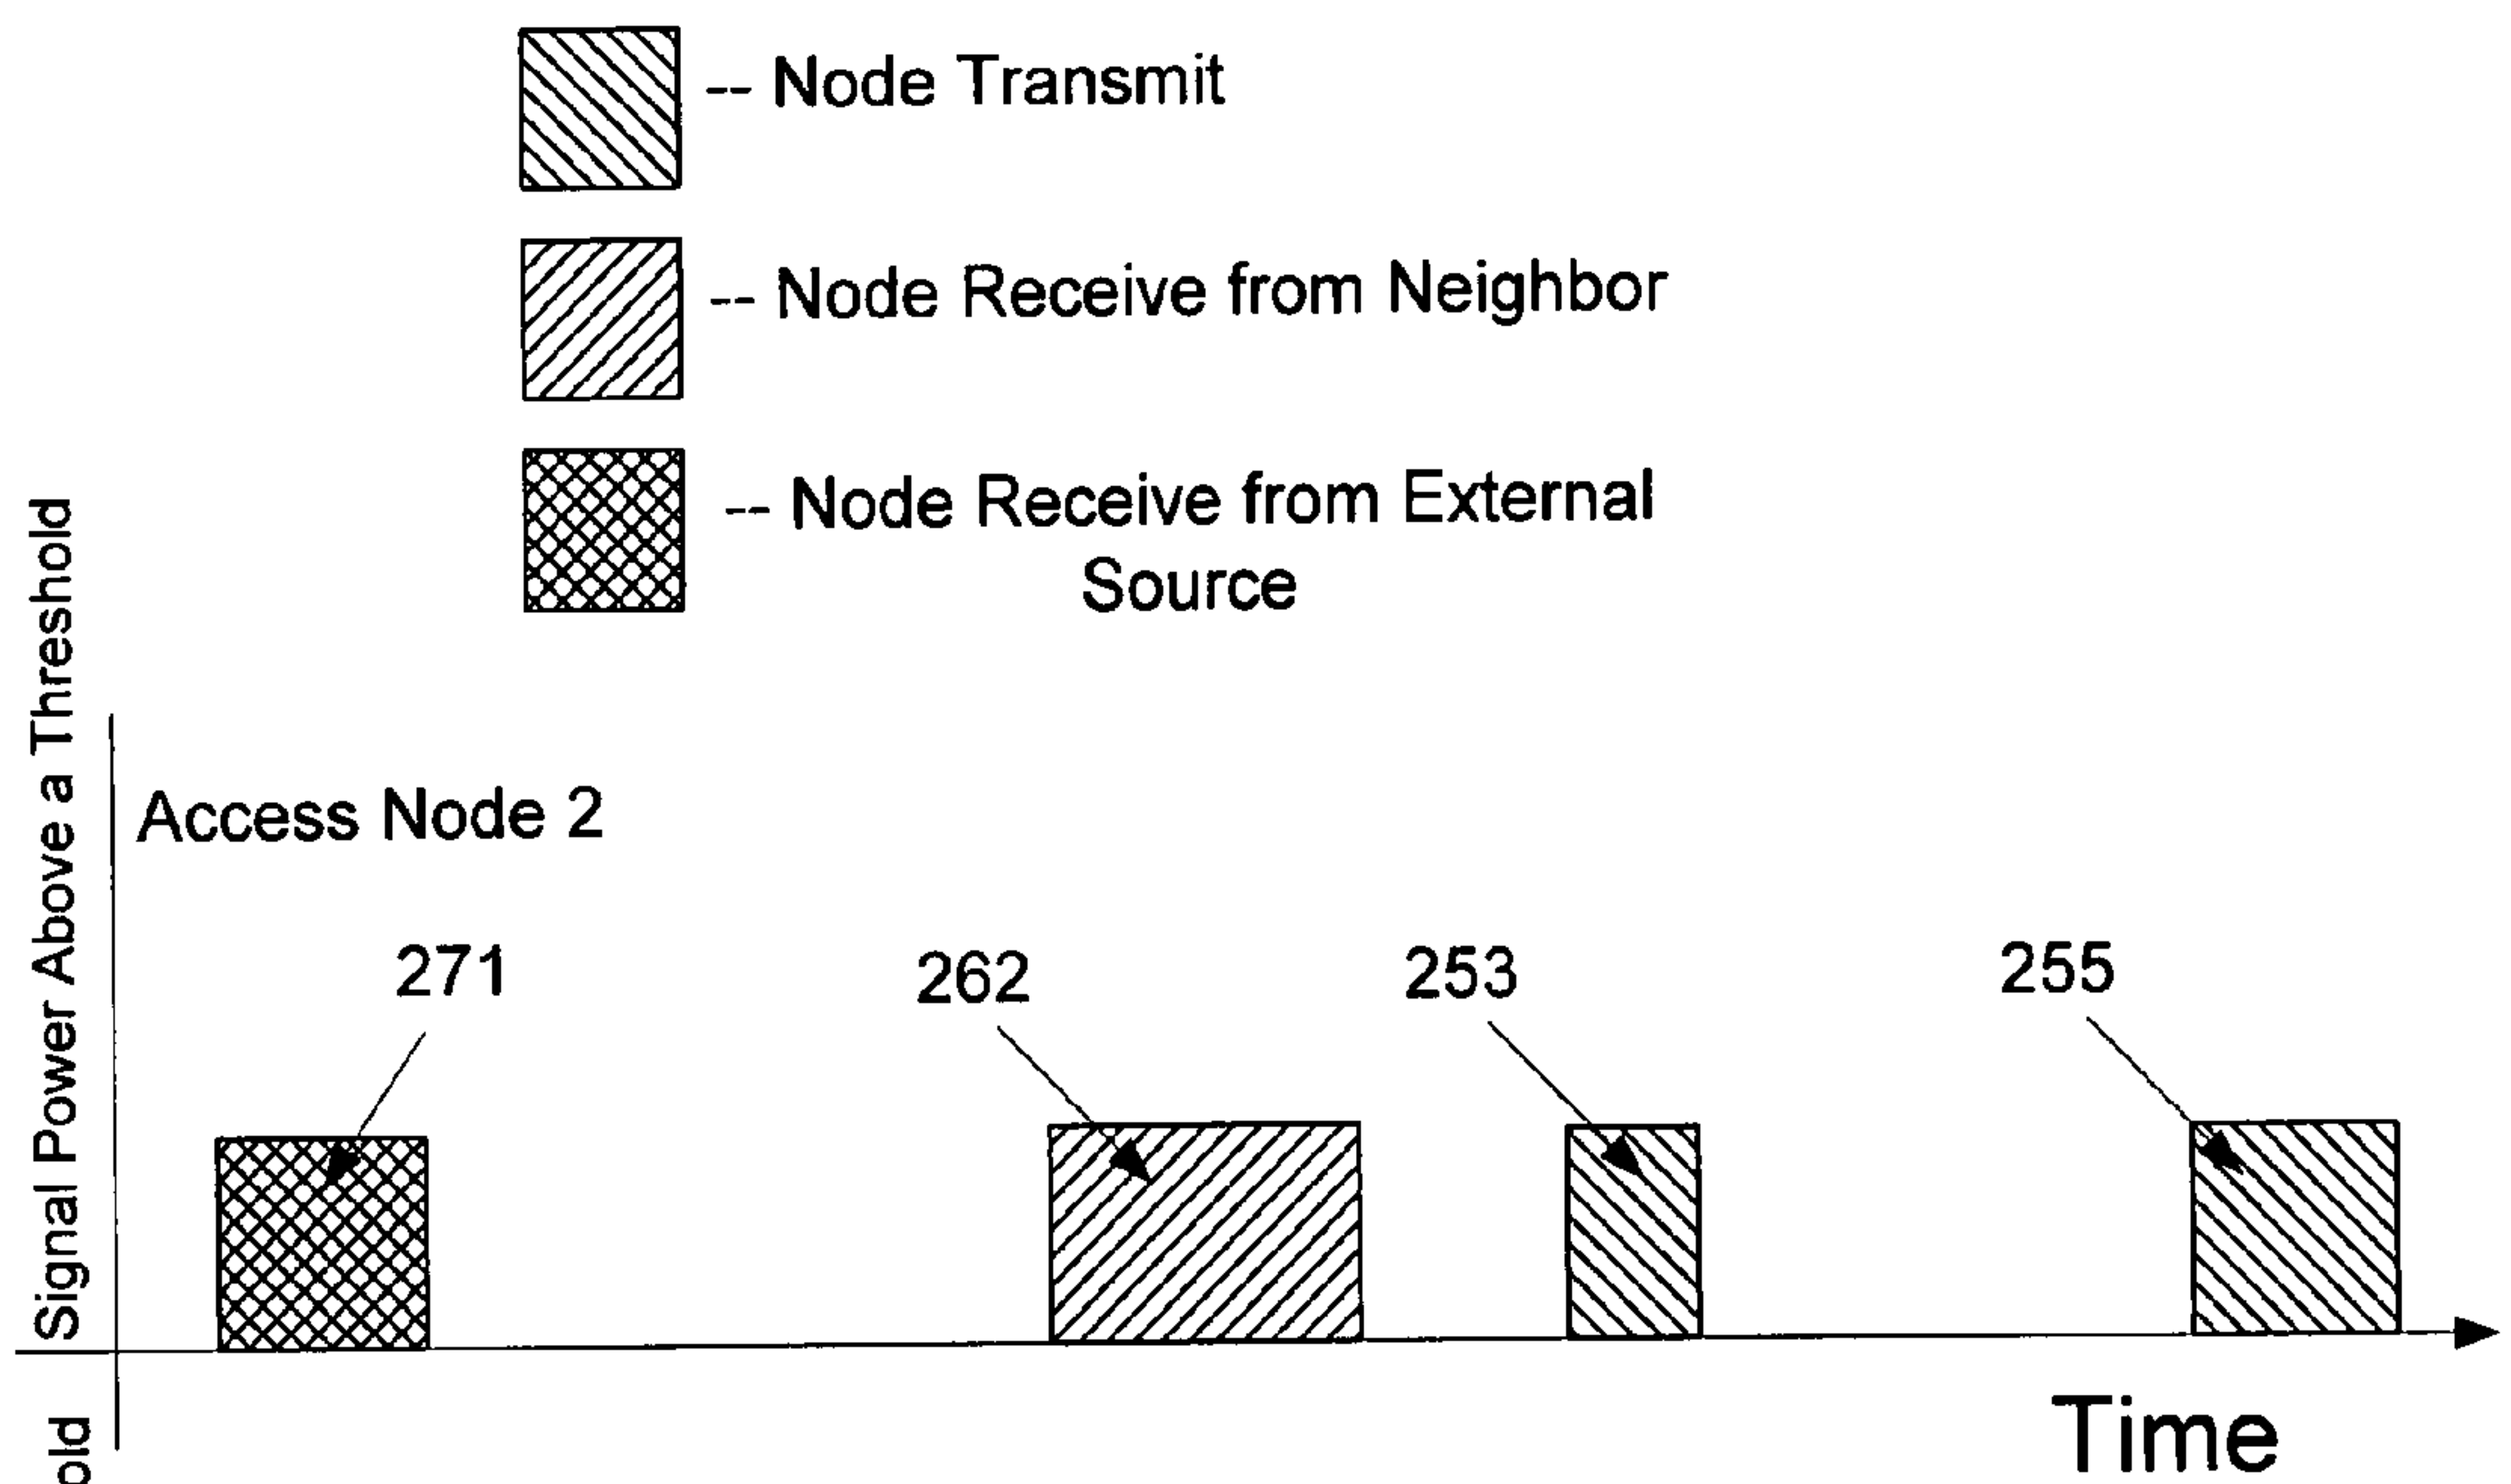 -- Node Transmit
-- Node Receive from Neighbor
-- Node Receive from External
Source
Signal Power Above a Threshold
Access Node 2
271
262
253
255
Time
old